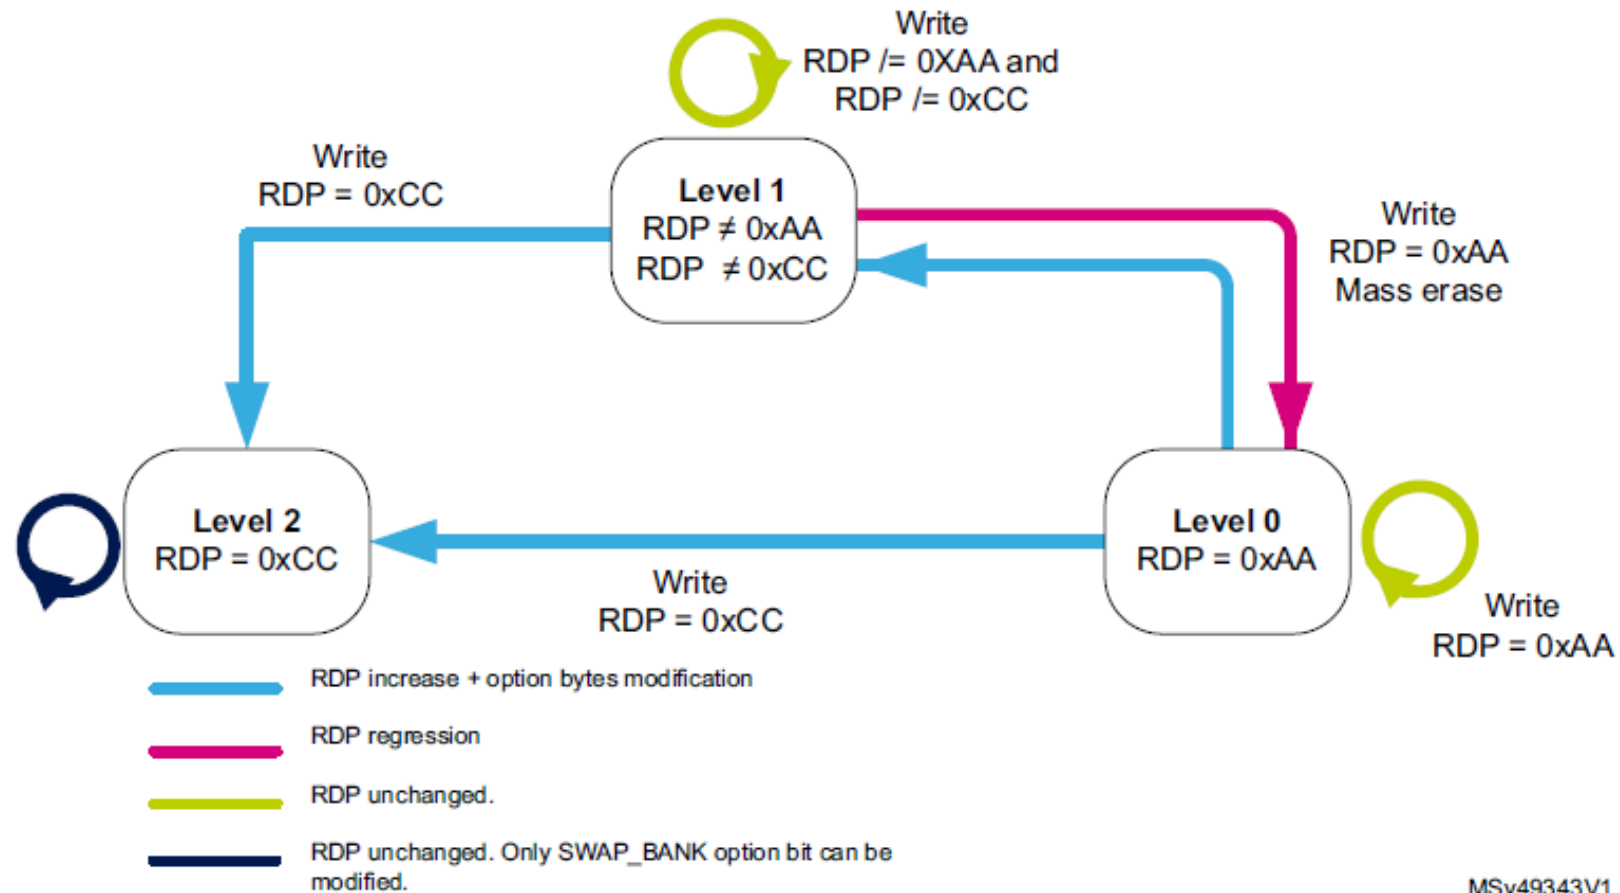 Write
RDP /= 0XAA and
RDP /= 0xCC
Write
RDP = 0xCC
Level 1
RDP ≠ 0xAA
RDP ≠ 0xCC
Write
RDP = 0xAA
Mass erase
Level 2
RDP = 0xCC
Level 0
RDP = 0xAA
Write
RDP = 0xCC
Write
RDP = 0xAA
RDP increase + option bytes modification
RDP regression
RDP unchanged.
RDP unchanged. Only SWAP_BANK option bit can be
modified.
MSv49343V1